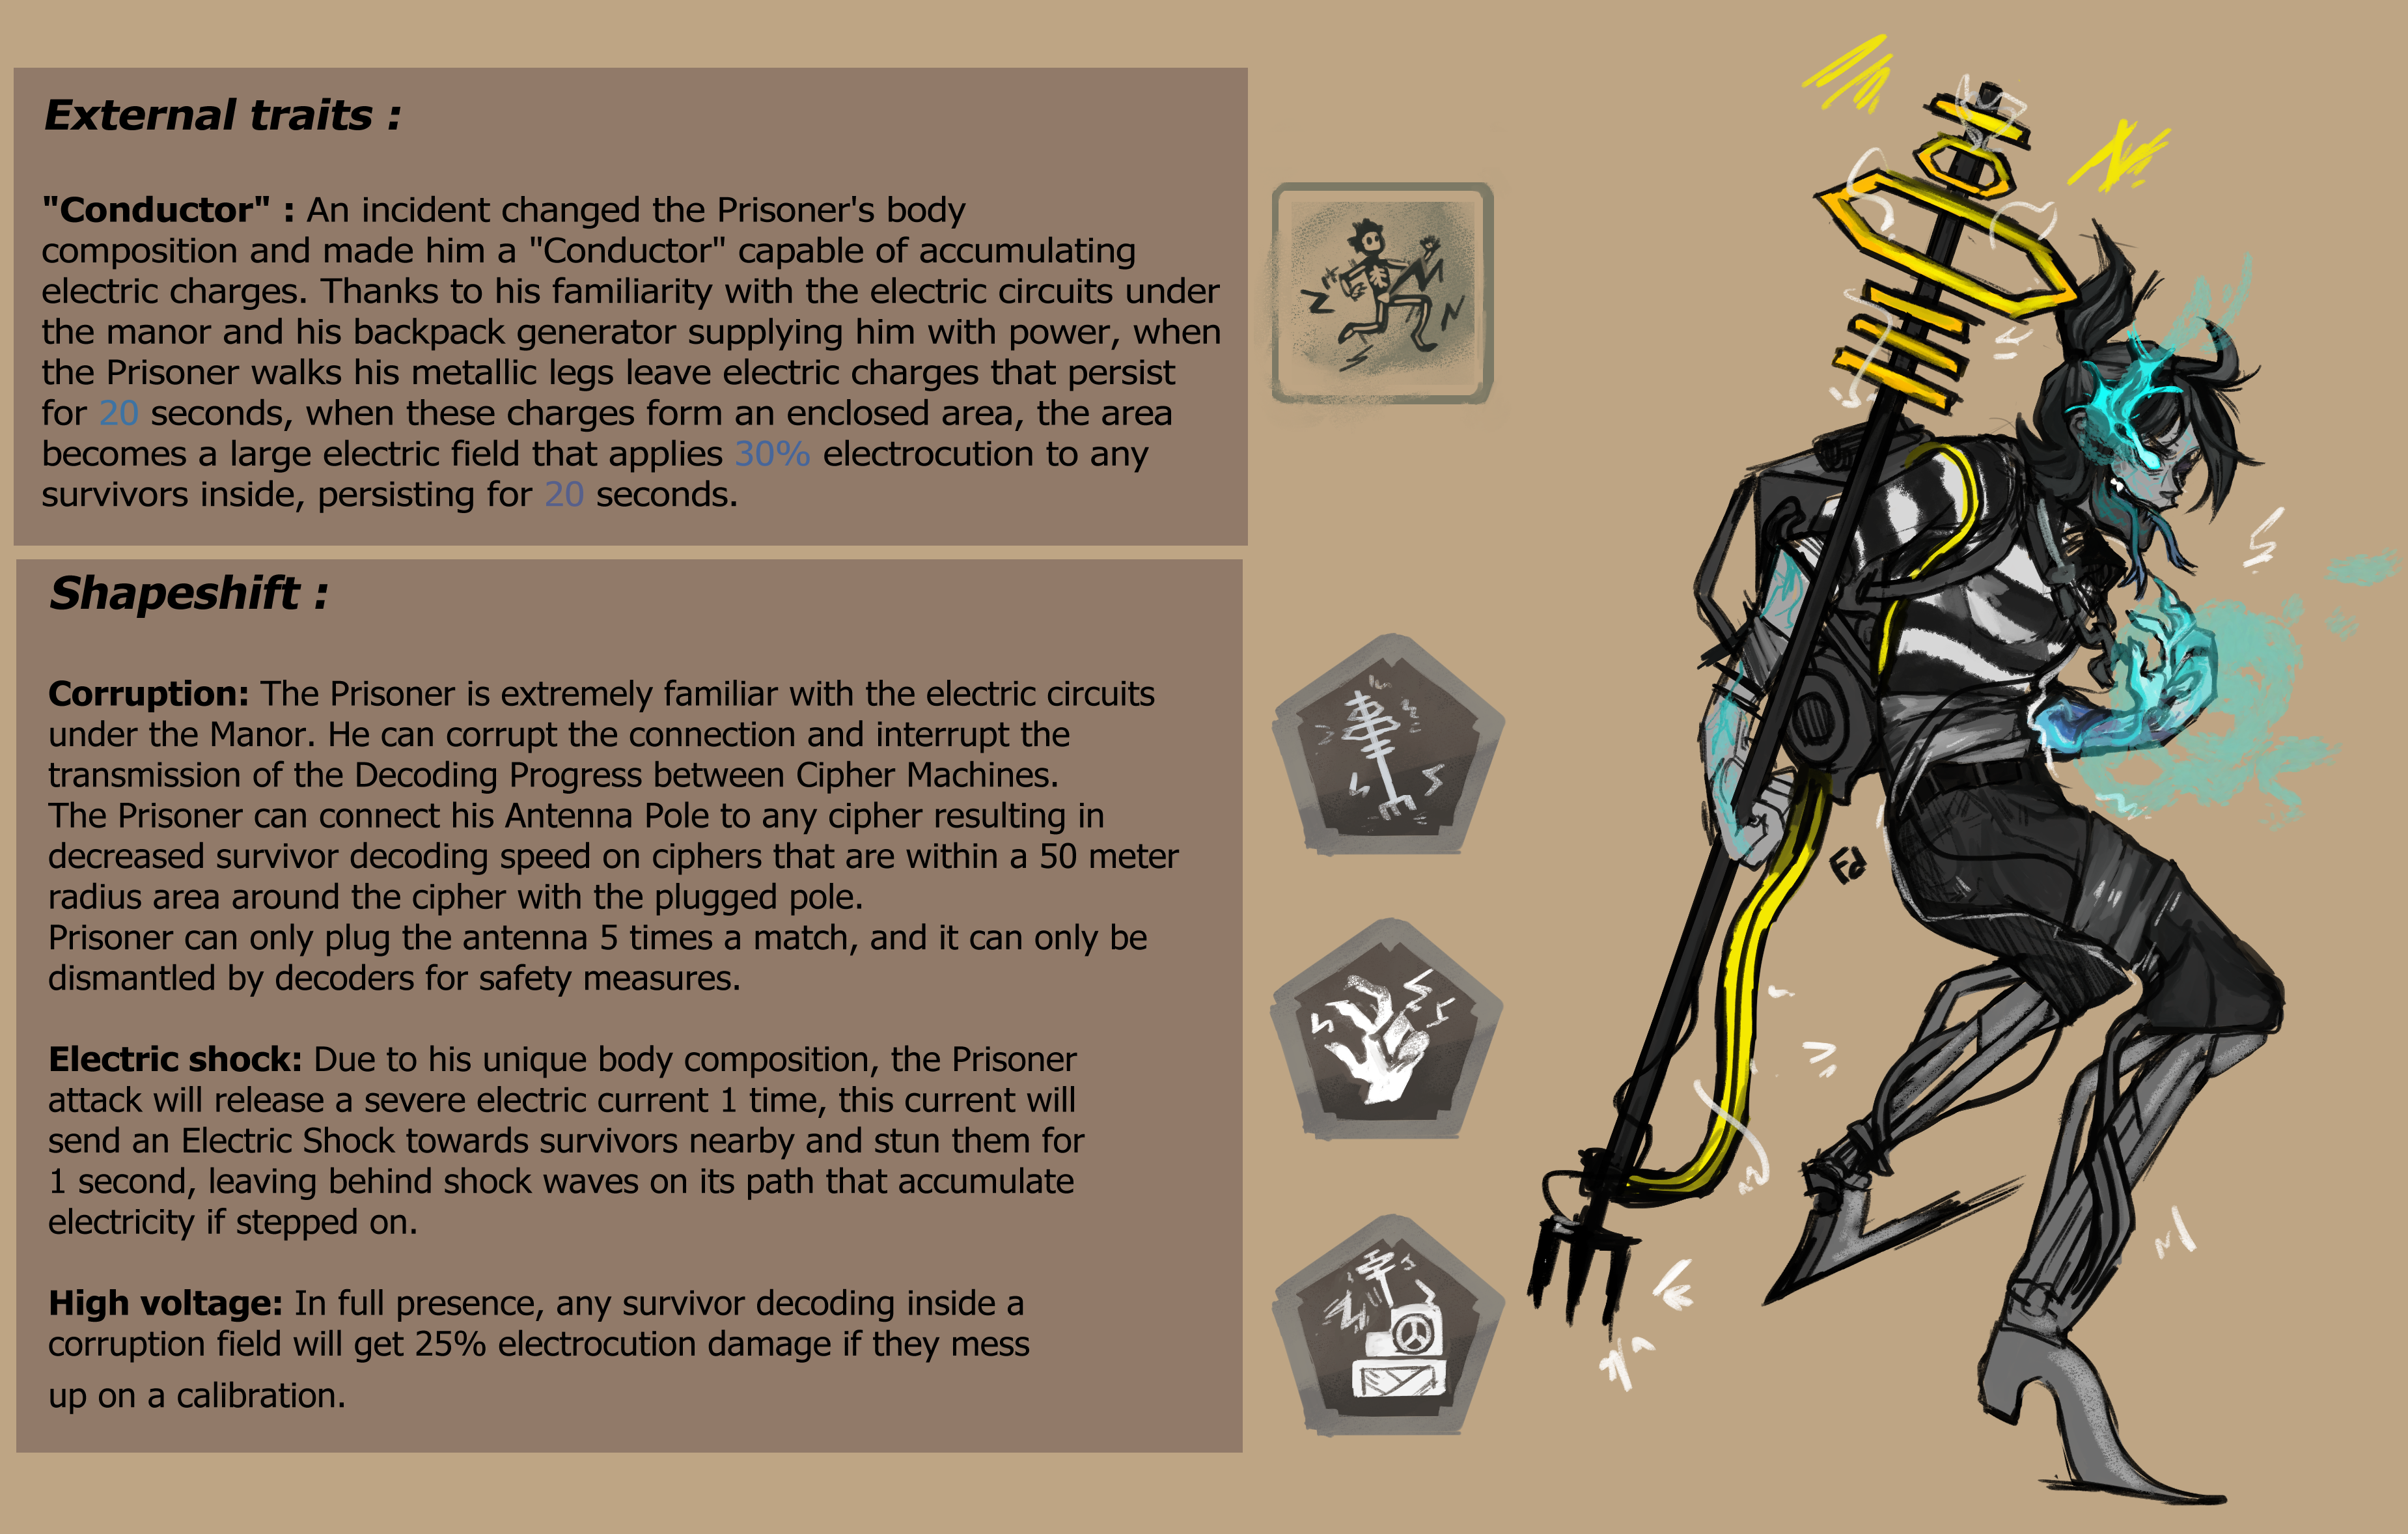 External traits :
"Conductor" : An incident changed the Prisoner's body
composition and made him a "Conductor" capable of accumulating
electric charges. Thanks to his familiarity with the electric circuits under
the manor and his backpack generator supplying him with power, when
the Prisoner walks his metallic legs leave electric charges that persist
for 20 seconds, when these charges form an enclosed area, the area
becomes a large electric field that applies 30% electrocution to any
survivors inside, persisting for 20 seconds.
Shapeshift :
Corruption: The Prisoner is extremely familiar with the electric circuits
under the Manor. He can corrupt the connection and interrupt the
transmission of the Decoding Progress between Cipher Machines.
The Prisoner can connect his Antenna Pole to any cipher resulting in
decreased survivor decoding speed on ciphers that are within a 50 meter
radius area around the cipher with the plugged pole.
Prisoner can only plug the antenna 5 times a match, and it can only be
dismantled by decoders for safety measures.
Electric shock: Due to his unique body composition, the Prisoner
attack will release a severe electric current 1 time, this current will
send an Electric Shock towards survivors nearby and stun them for
1 second, leaving behind shock waves on its path that accumulate
electricity if stepped on.
High voltage: In full presence, any survivor decoding inside a
corruption field will get 25% electrocution damage if they mess
up on a calibration.
Fd